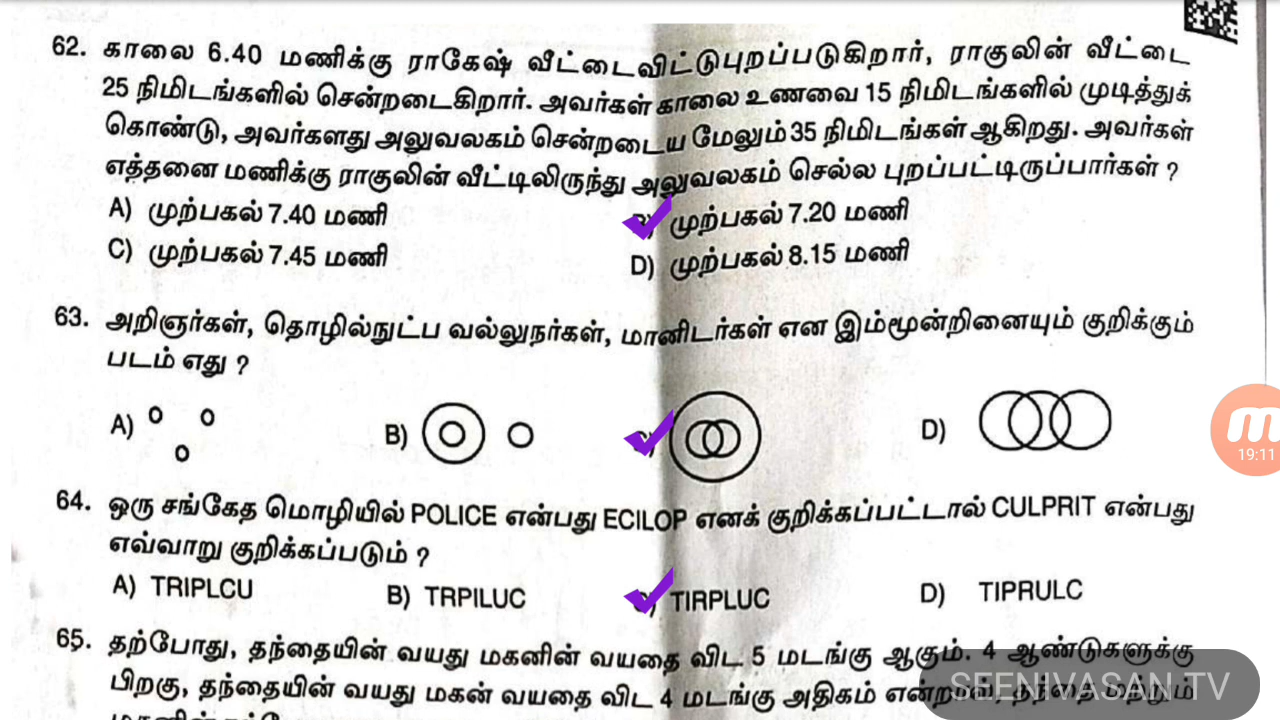 62. காலை 6.40 மணிக்கு ராகேஷ் வீட்டைவிட்டுபுறப்படுகிறார், ராகுலின் வீட்டை
25 நிமிடங்களில் சென்றடைகிறார். அவர்கள் காலை உணவை 15 நிமிடங்களில் முடித்துக்
கொண்டு, அவர்களது அலுவலகம் சென்றடைய மேலும் 35 நிமிடங்கள் ஆகிறது. அவர்கள்
எத்தனை மணிக்கு ராகுலின் வீட்டிலிருந்து அலுவலகம் செல்ல புறப்பட்டிருப்பார்கள் ?
A) முற்பகல் 7.40 மணி முற்பகல் 7.20 மணி
C) முற்பகல் 7.45 மணி D) முற்பகல் 8.15 மணி
63. அறிஞர்கள், தொழில்நுட்ப வல்லுநர்கள், மானிடர்கள் என இம்மூன்றினையும் குறிக்கும்
படம் எது ?
A) B) D)
19:11
64. ஒரு சங்கேத மொழியில் POLICE என்பது ECILOP எனக் குறிக்கப்பட்டால் CULPRIT என்பது
எவ்வாறு குறிக்கப்படும் ?
A) TRIPLCU B) TRPILUC TIRPLUC D) TIPRULC
65. தற்போது, தந்தையின் வயது மகனின் வயதை விட 5 மடங்கு ஆகும். 4 ஆண்டுகளுக்கு
பிறகு, தந்தையின் வயது மகன் வயதை விட 4 மடங்கு அதிகம் என்றால், தந்தை மற்றும்
SEENIVASAN TV